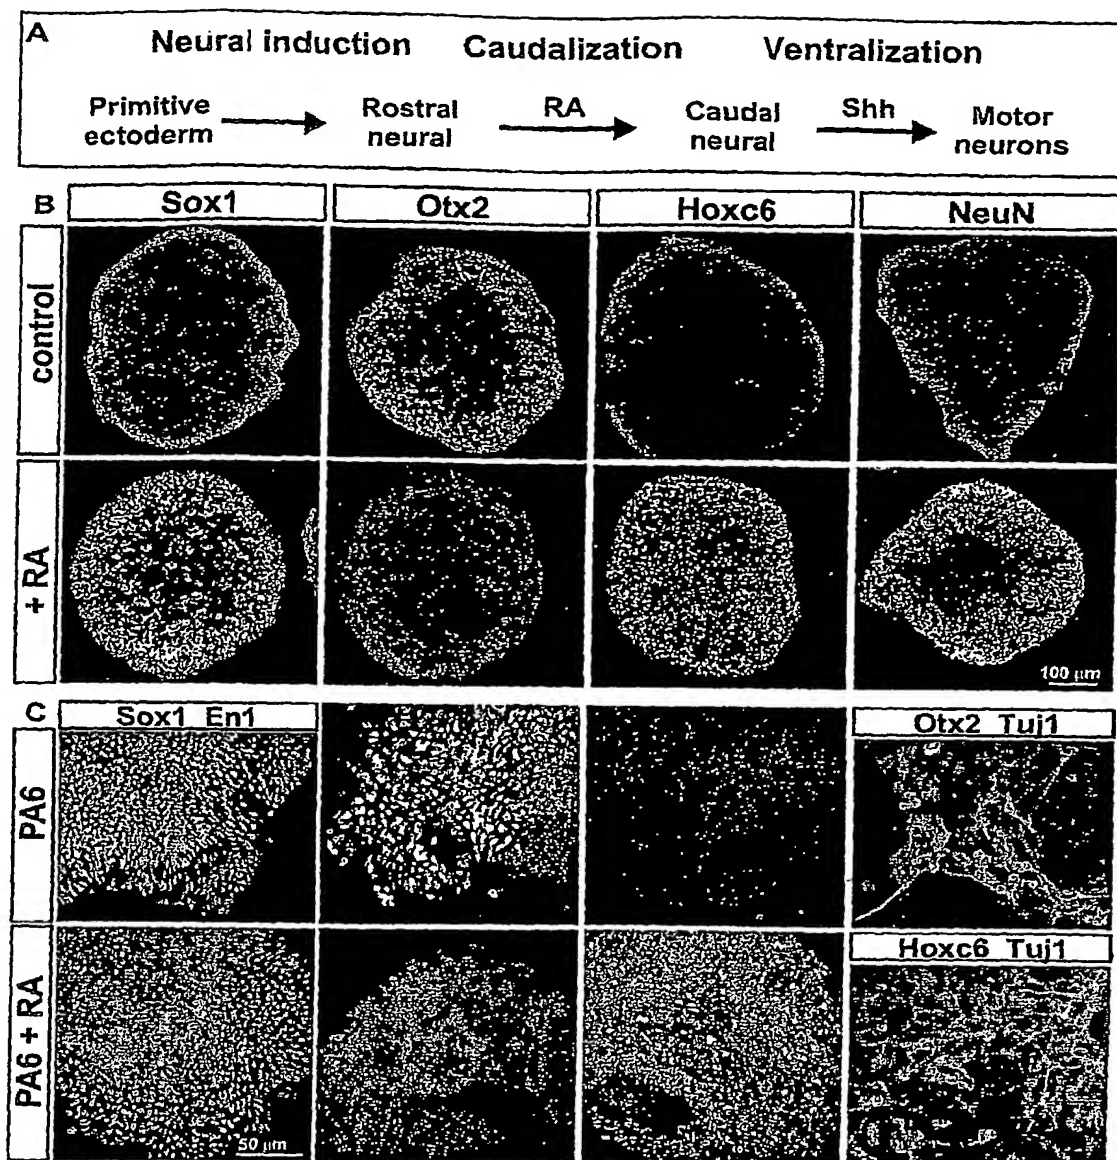 A
Neural induction Caudalization Ventralization
Primitive ectoderm
Rostral neural
RA
Caudal neural
Shh
Motor neurons
B
Sox1 Otx2 Hoxc6 NeuN
control
+ RA
100 μm
C
Sox1 En1
Otx2 Tuj1
PA6
Hoxc6 Tuj1
PA6 + RA
50 μm